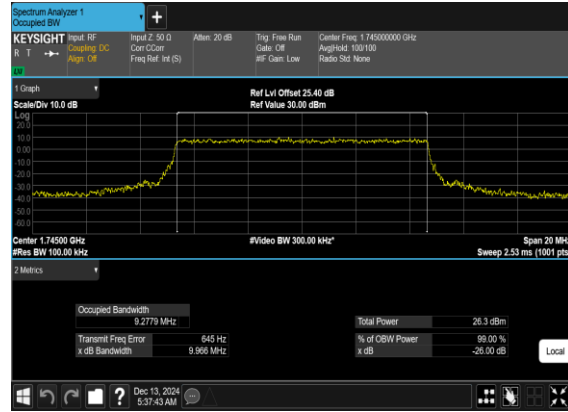 Spectrum Analyzer 1
Occupied BW
+
KEYSIGHT Input: RF Input Z: 50 Ω Atten: 20 dB Trig: Free Run Center Freq: 1.745000000 GHz
R T Coupling: DC Corr CCorr Gate: Off Avg|Hold: 100/100
Align: Off Freq Ref: Int (S) #IF Gain: Low Radio Std: None
1 Graph
Ref Lvl Offset 25.40 dB
Scale/Div 10.0 dB Ref Value 30.00 dBm
Log
20.0
10.0
0.00
-10.0
-20.0
-30.0
-40.0
-50.0
-60.0
Center 1.74500 GHz #Video BW 300.00 kHz* Span 20 MHz
#Res BW 100.00 kHz Sweep 2.53 ms (1001 pts)
2 Metrics
Occupied Bandwidth
9.2779 MHz Total Power 26.3 dBm
Transmit Freq Error 645 Hz % of OBW Power 99.00 %
x dB Bandwidth 9.966 MHz x dB -26.00 dB
Local
?
Dec 13, 2024
5:37:43 AM